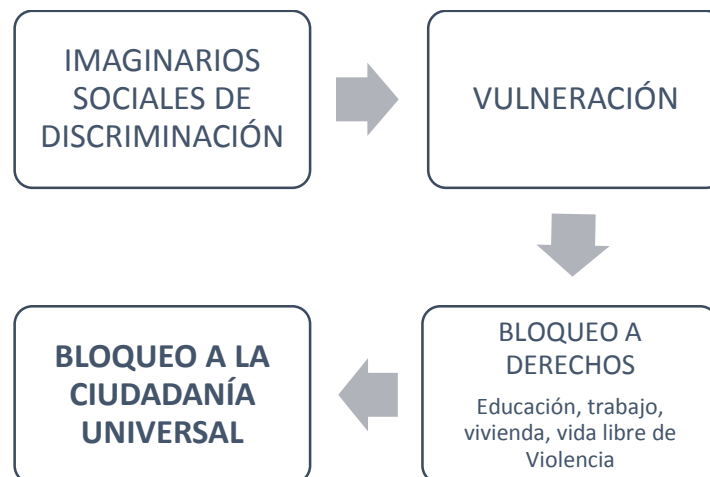 IMAGINARIOS
SOCIALES DE
DISCRIMINACIÓN
VULNERACIÓN
BLOQUEO A
DERECHOS
Educación, trabajo,
vivienda, vida libre de
Violencia
BLOQUEO A LA
CIUDADANÍA
UNIVERSAL